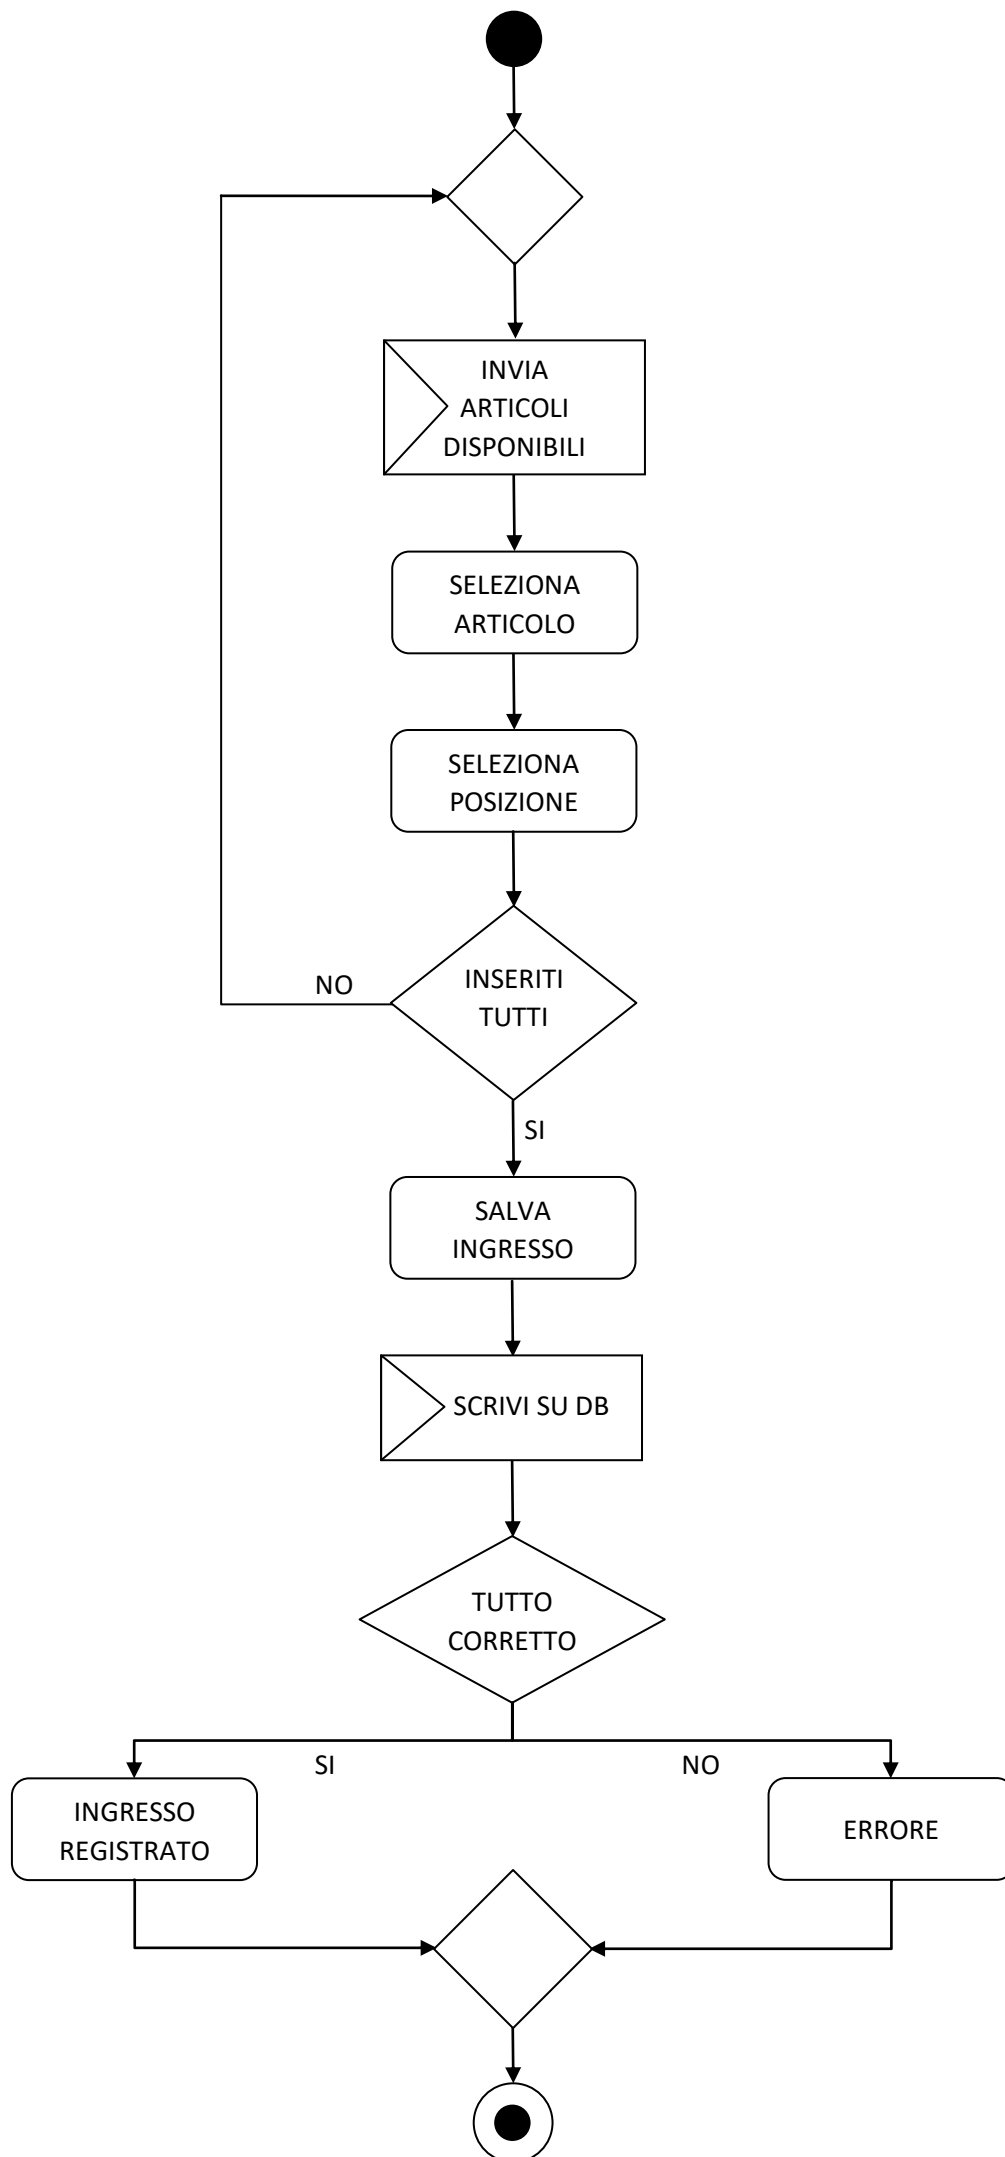 INVIA
ARTICOLI
DISPONIBILI
SELEZIONA
ARTICOLO
SELEZIONA
POSIZIONE
INSERITI
TUTTI
NO
SI
SALVA
INGRESSO
SCRIVI SU DB
TUTTO
CORRETTO
SI
NO
INGRESSO
REGISTRATO
ERRORE